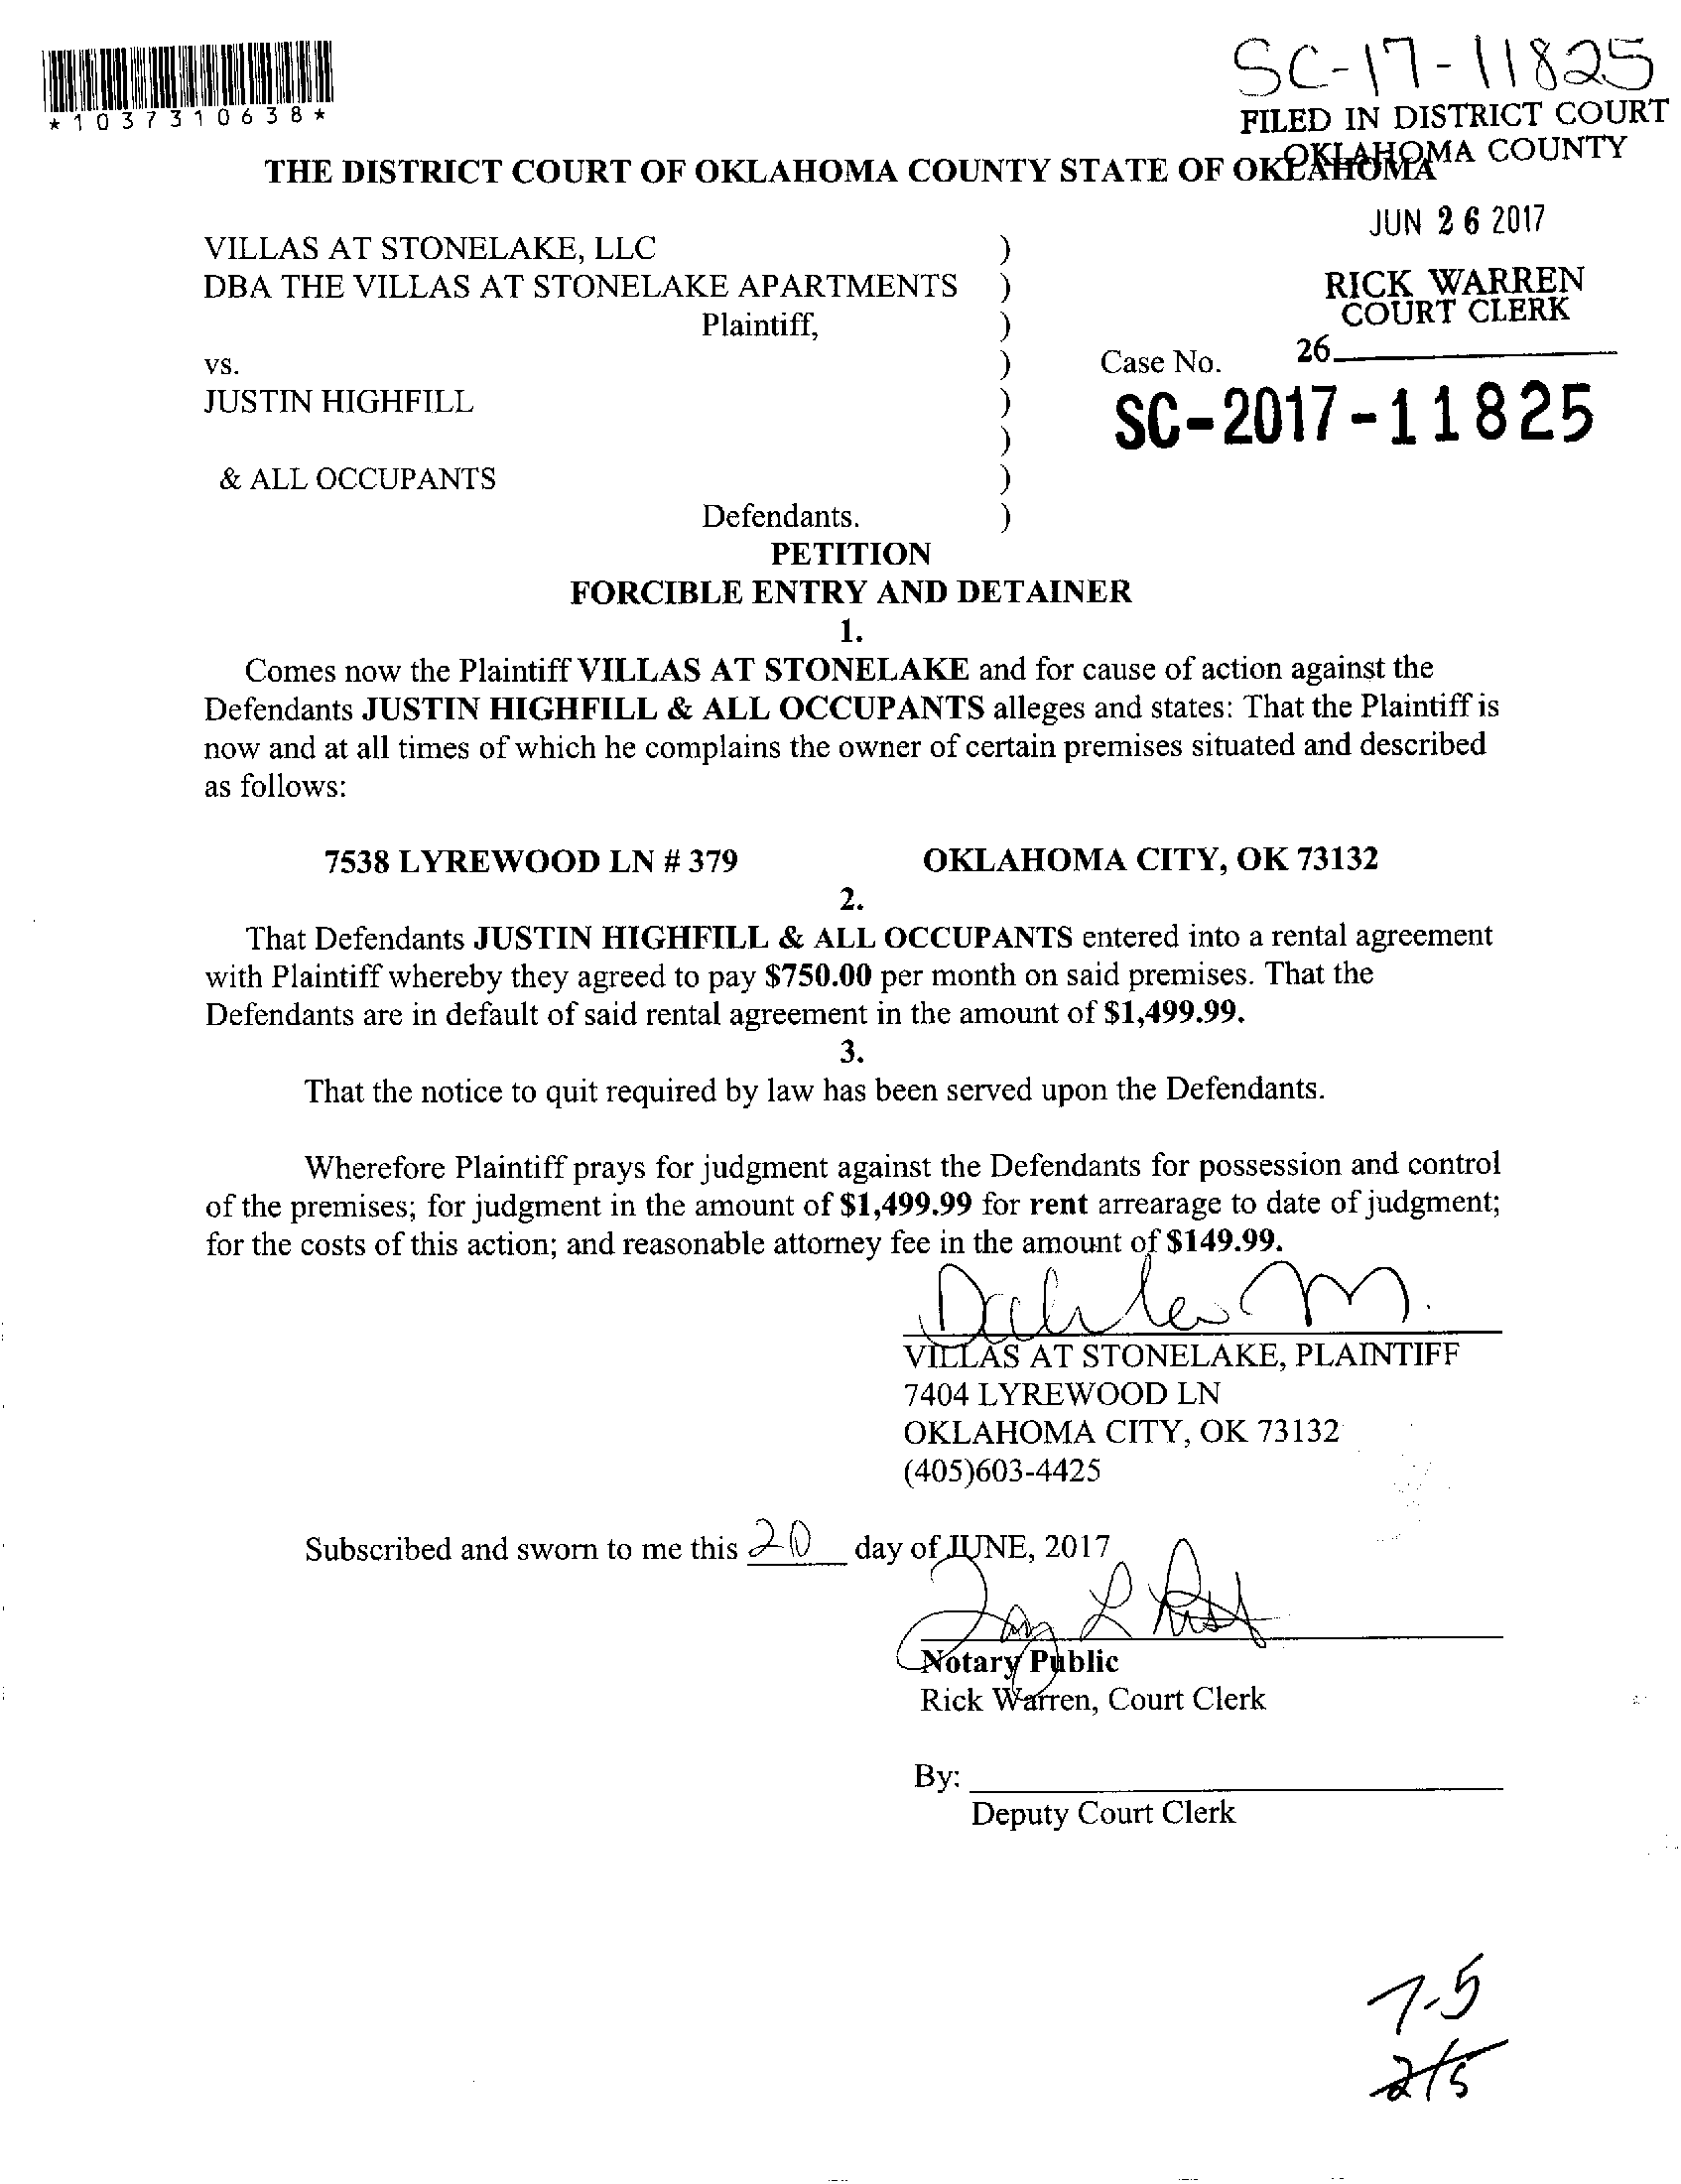 SC-17-11825
*1037310638*
FILED IN DISTRICT COURT
OKLAHOMA COUNTY
THE DISTRICT COURT OF OKLAHOMA COUNTY STATE OF OKLAHOMA
JUN 26 2017
VILLAS AT STONELAKE, LLC )
DBA THE VILLAS AT STONELAKE APARTMENTS )
RICK WARREN
COURT CLERK
Plaintiff, )
vs. ) Case No. 26
JUSTIN HIGHFILL )
SC-2017-11825
)
& ALL OCCUPANTS )
Defendants. )
PETITION
FORCIBLE ENTRY AND DETAINER
1.
Comes now the Plaintiff VILLAS AT STONELAKE and for cause of action against the
Defendants JUSTIN HIGHFILL & ALL OCCUPANTS alleges and states: That the Plaintiff is
now and at all times of which he complains the owner of certain premises situated and described
as follows:
7538 LYREWOOD LN # 379 OKLAHOMA CITY, OK 73132
2.
That Defendants JUSTIN HIGHFILL & ALL OCCUPANTS entered into a rental agreement
with Plaintiff whereby they agreed to pay $750.00 per month on said premises. That the
Defendants are in default of said rental agreement in the amount of $1,499.99.
3.
That the notice to quit required by law has been served upon the Defendants.
Wherefore Plaintiff prays for judgment against the Defendants for possession and control
of the premises; for judgment in the amount of $1,499.99 for rent arrearage to date of judgment;
for the costs of this action; and reasonable attorney fee in the amount of $149.99.
VILLAS AT STONELAKE, PLAINTIFF
7404 LYREWOOD LN
OKLAHOMA CITY, OK 73132
(405)603-4425
Subscribed and sworn to me this 20 day of JUNE, 2017
Notary Public
Rick Warren, Court Clerk
By:
Deputy Court Clerk
7-5